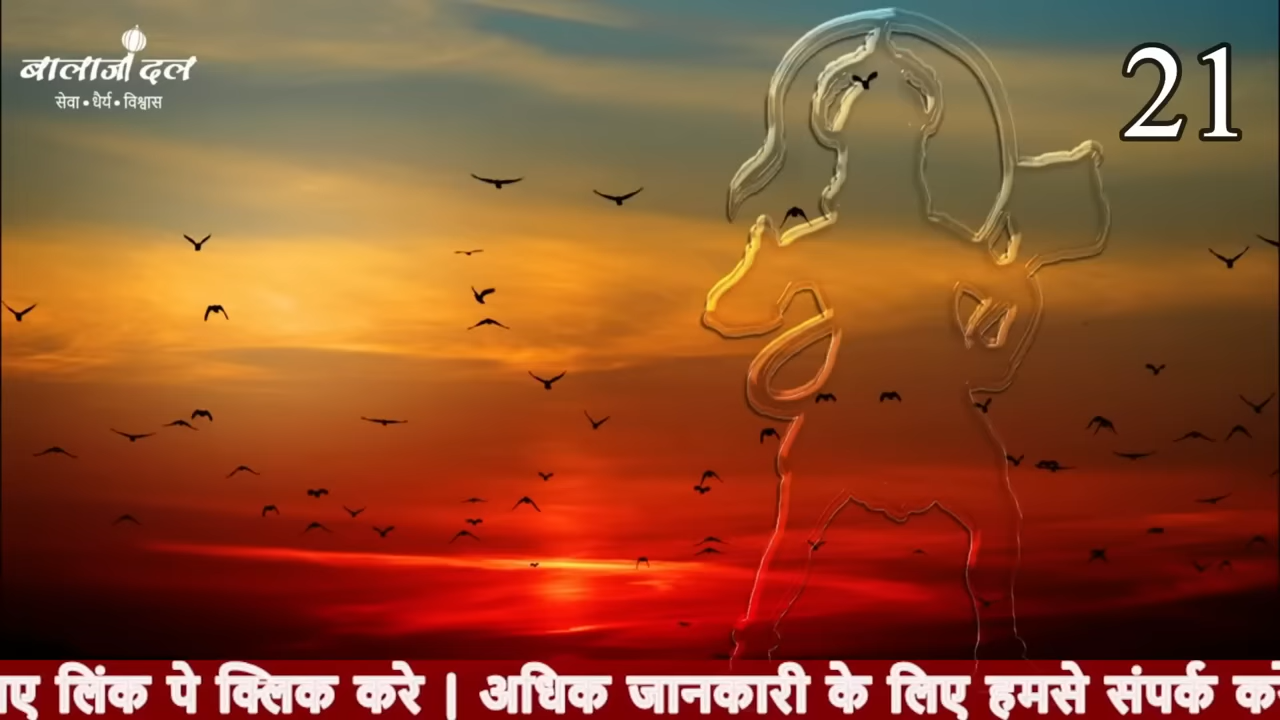 बालाजी दल
सेवा • धैर्य • विश्वास
21
लिंक पे क्लिक करे | अधिक जानकारी के लिए हमसे संपर्क